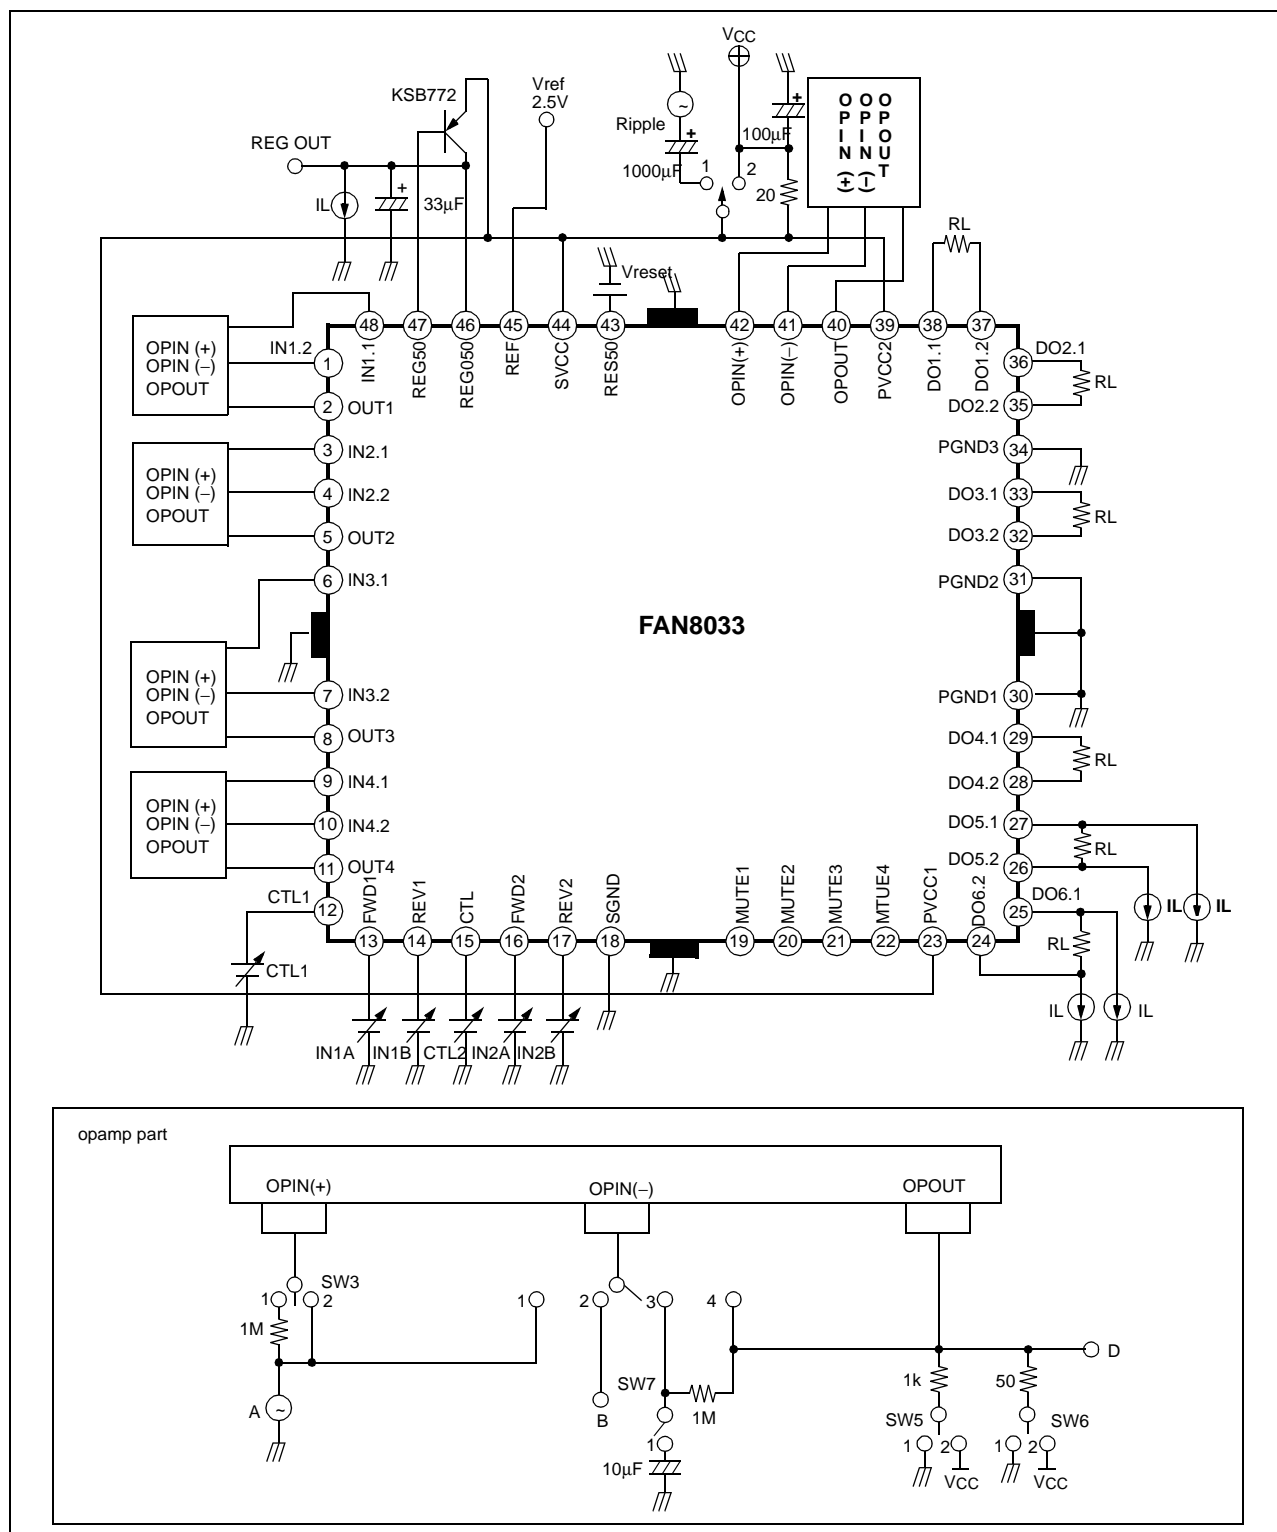 VCC
KSB772
Vref
2.5V
Ripple
100µF
REG OUT
1000µF
1
2
20
OPIN (+)
OPIN (−)
OPOUT
IL
+
33µF
+
+
RL
Vreset
48
47
46
45
44
43
42
41
40
39
38
37
IN1.1
REG50
REG050
REF
SVCC
RES50
OPIN(+)
OPIN(−)
OPOUT
PVCC2
DO1.1
DO1.2
OPIN (+)
OPIN (−)
OPOUT
IN1.2
1
2
OUT1
3
IN2.1
OPIN (+)
OPIN (−)
OPOUT
4
IN2.2
5
OUT2
6
IN3.1
OPIN (+)
OPIN (−)
OPOUT
7
IN3.2
8
OUT3
9
IN4.1
OPIN (+)
OPIN (−)
OPOUT
10
IN4.2
11
OUT4
CTL1
12
FAN8033
36
DO2.1
RL
35
DO2.2
PGND3
34
DO3.1
33
RL
DO3.2
32
PGND2
31
PGND1
30
DO4.1
29
RL
DO4.2
28
DO5.1
27
RL
DO5.2
26
DO6.1
25
IL
IL
FWD1
REV1
CTL
FWD2
REV2
SGND
MUTE1
MUTE2
MUTE3
MTUE4
PVCC1
DO6.2
13
14
15
16
17
18
19
20
21
22
23
24
RL
CTL1
IL
IL
IN1A
IN1B
CTL2
IN2A
IN2B
opamp part
OPIN(+)
OPIN(−)
OPOUT
SW3
1
2
1
2
3
4
1M
D
SW7
1M
1k
50
A
~
B
SW5
SW6
1
10µF
1
2
1
2
VCC
VCC